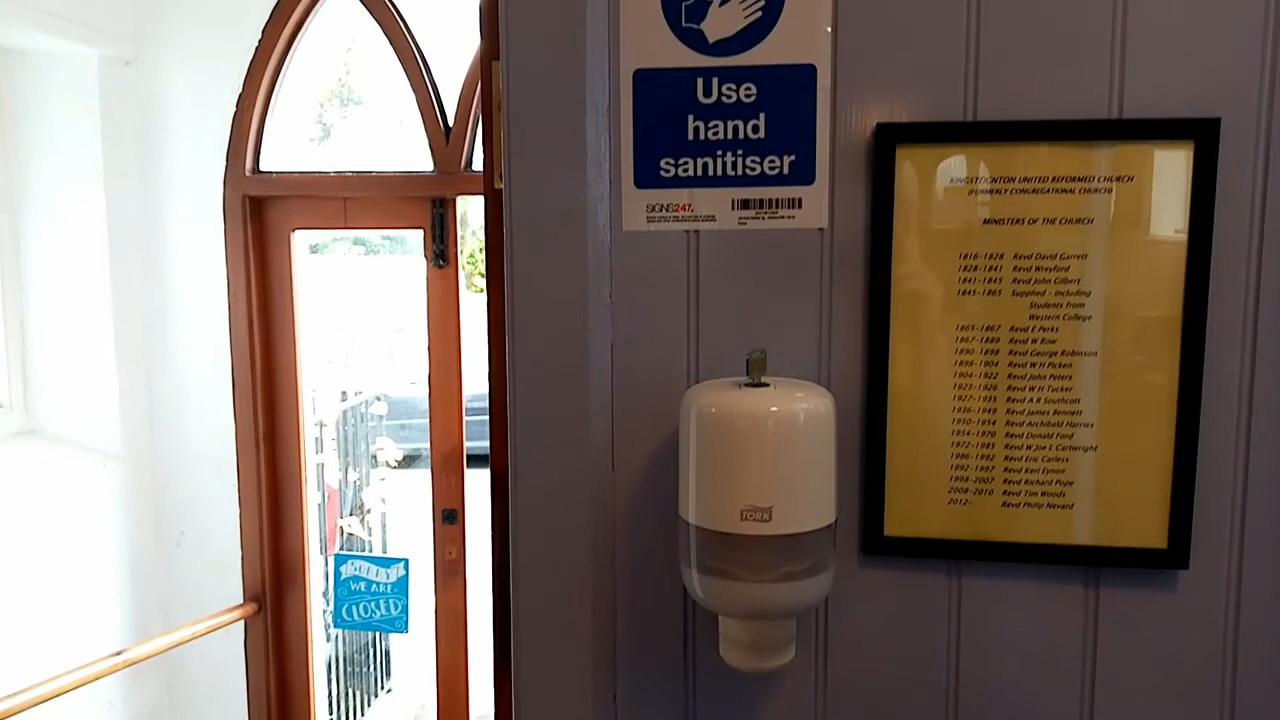 Use
hand
sanitiser
SIGNS247.
SORRY
WE ARE
CLOSED
TORK
KINGSTEIGNTON UNITED REFORMED CHURCH
(FORMERLY CONGREGATIONAL CHURCH)
MINISTERS OF THE CHURCH
1816-1828 Revd David Garrett
1828-1841 Revd Wreyford
1841-1845 Revd John Gilbert
1845-1865 Supplied - including
Students from
Western College
1865-1867 Revd E Perks
1867-1889 Revd W Row
1890-1898 Revd George Robinson
1898-1904 Revd W H Picken
1904-1922 Revd John Peters
1923-1926 Revd W H Tucker
1927-1935 Revd A R Southcott
1936-1949 Revd James Bennett
1950-1954 Revd Archibald Harries
1954-1970 Revd Donald Ford
1972-1985 Revd W Joe L Cartwright
1986-1992 Revd Eric Carless
1992-1997 Revd Keri Eynon
1998-2007 Revd Richard Pope
2008-2010 Revd Tim Woods
2012- Revd Philip Nevard